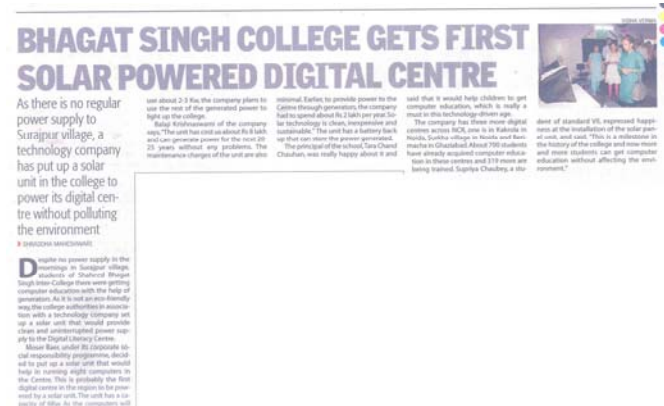 VIDHA VERMA
BHAGAT SINGH COLLEGE GETS FIRST
SOLAR POWERED DIGITAL CENTRE
As there is no regular
power supply to
Surajpur village, a
technology company
has put up a solar
unit in the college to
power its digital cen-
tre without polluting
the environment
SHRADDHA MAHESHWARI
Despite no power supply in the
mornings in Surajpur village,
students of Shaheed Bhagat
Singh Inter-College there were getting
computer education with the help of
generators. As it is not an eco-friendly
way, the college authorities in associa-
tion with a technology company set
up a solar unit that would provide
clean and uninterrupted power sup-
ply to the Digital Literacy Centre.
Moser Baer, under its corporate so-
cial responsibility programme, decid-
ed to put up a solar unit that would
help in running eight computers in
the Centre. This is probably the first
digital centre in the region to be pow-
ered by a solar unit. The unit has a ca-
pacity of As the computers will
use about 2-3 the company plans to
use the rest of the generated power to
light up the college.
Balaji Krishnaswami of the company
says, "The unit has cost us about Rs 8 lakh
and can generate power for the next 20-
25 years without any problems. The
maintenance charges of the unit are also
minimal. Earlier, to provide power to the
Centre through generators, the company
had to spend about Rs 2 lakh per year. So-
lar technology is clean, inexpensive and
sustainable." The unit has a battery back
up that can store the power generated.
The principal of the school, Tara Chand
Chauhan, was really happy about it and
said that it would help children to get
computer education, which is really a
must in this technology-driven age.
The company has three more digital
centres across NCR, one is in Kakrola in
Noida, Surkha village in Noida and
in Ghaziabad. About 700 students
have already acquired computer educa-
tion in these centres and 319 more are
being trained. Supriya Chaubey, a stu-
dent of standard VII, expressed happi-
ness at the installation of the solar pan-
el unit, and said, "This is a milestone in
the history of the college and now more
and more students can get computer
education without affecting the envi-
ronment."